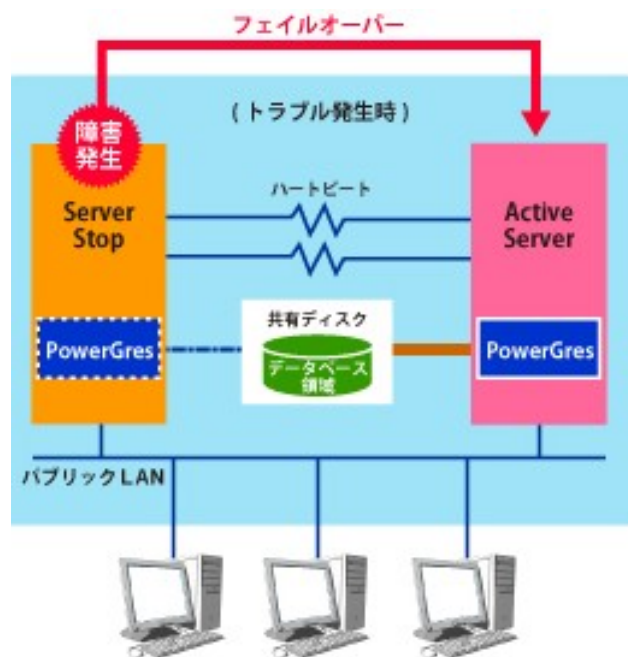 フェイルオーバー
(トラブル発生時)
障害
発生
ハートビート
Server
Stop
Active
Server
共有ディスク
PowerGres
データベース
領域
PowerGres
パブリックLAN